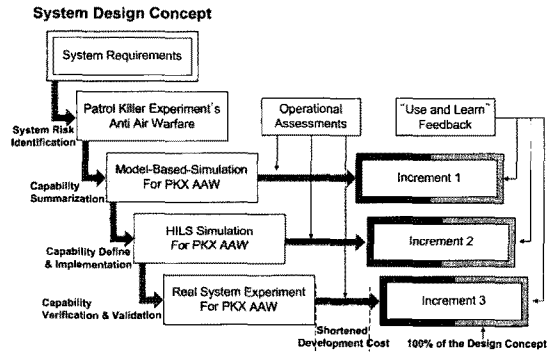 System Design Concept
System Requirements
Patrol Killer Experiment's
Anti Air Warfare
System Risk
Identification
Operational
Assessments
"Use and Learn"
Feedback
Model-Based-Simulation
For PKX AAW
Increment 1
Capability
Summarization
HILS Simulation
For PKX AAW
Increment 2
Capability Define
& Implementation
Real System Experiment
For PKX AAW
Increment 3
Capability
Verification & Validation
Shortened
Development Cost
100% of the Design Concept